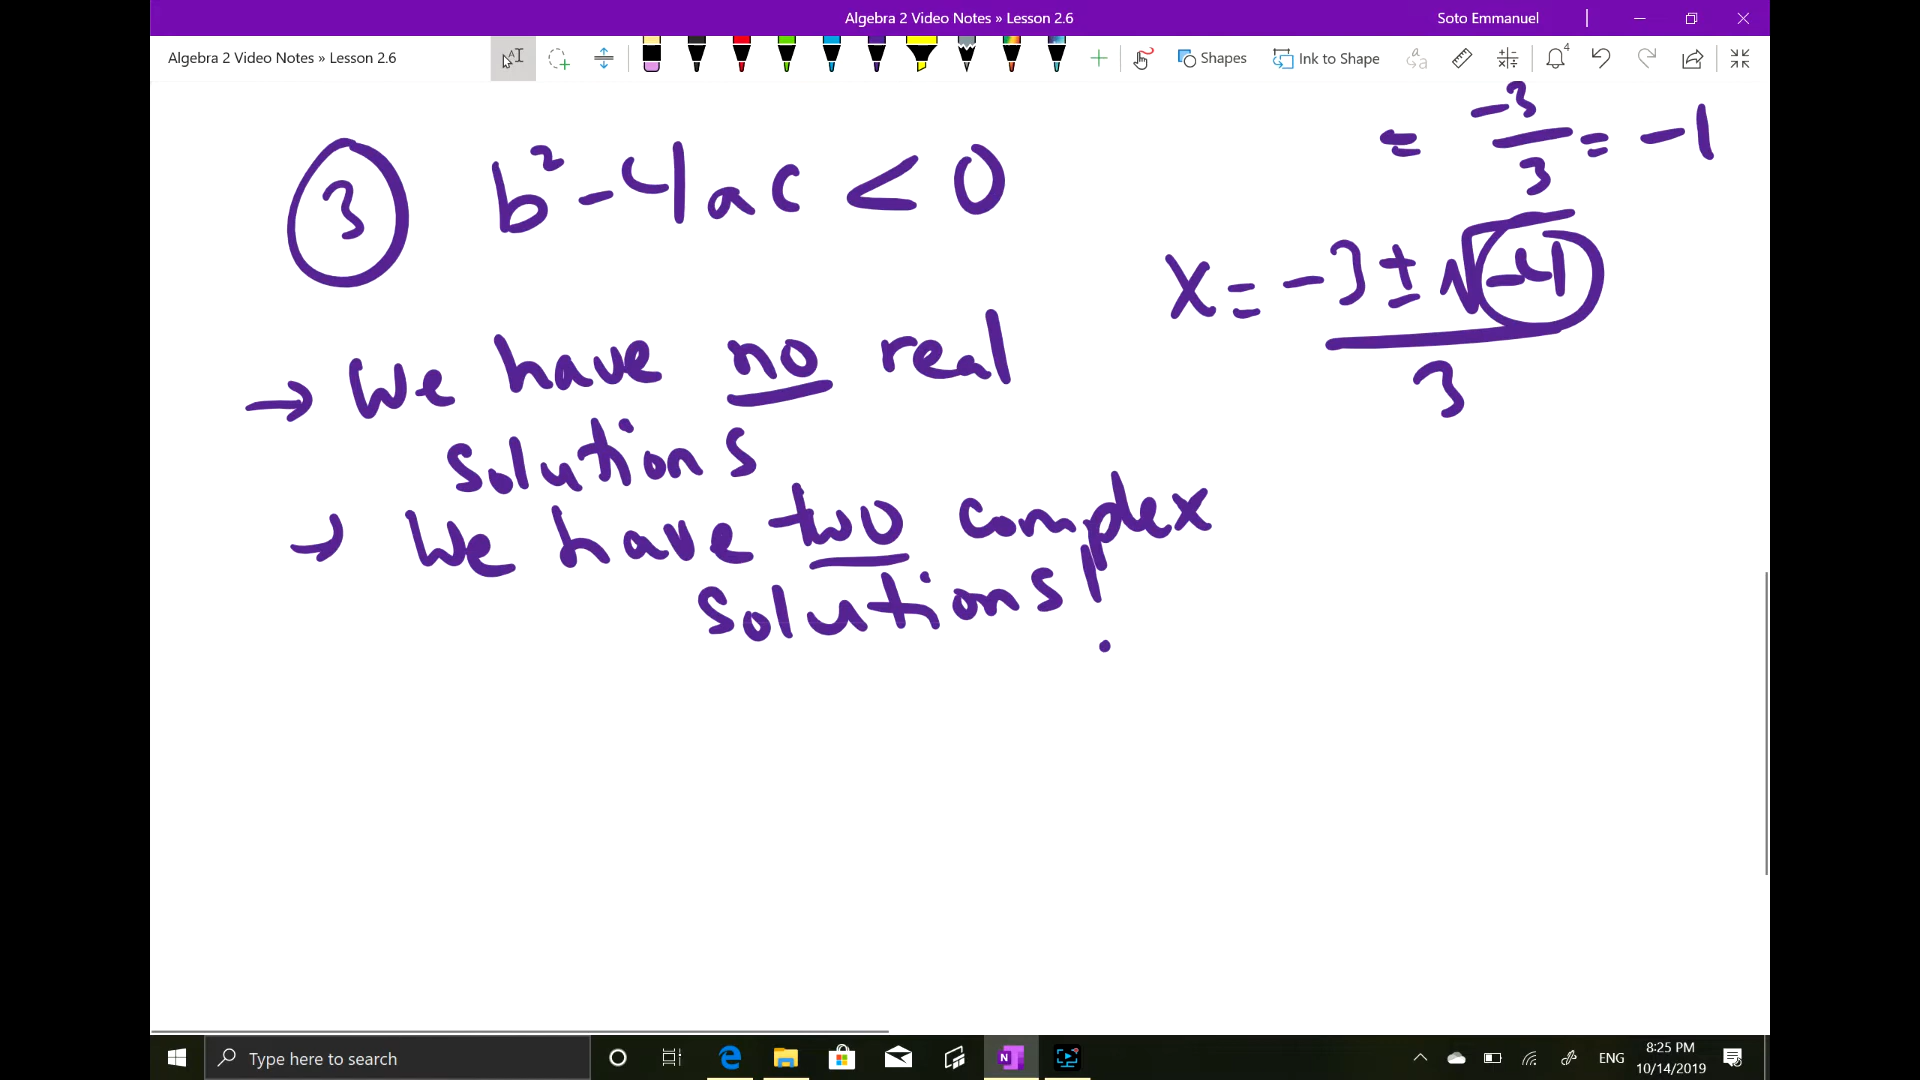 Algebra 2 Video Notes » Lesson 2.6
Soto Emmanuel
Algebra 2 Video Notes » Lesson 2.6
Shapes
Ink to Shape
4
= -3/3 = -1
3 b² - 4ac < 0
x = -3 ± √-4
3
→ We have no real
solutions
→ We have two complex
solutions!
Type here to search
ENG
8:25 PM
10/14/2019